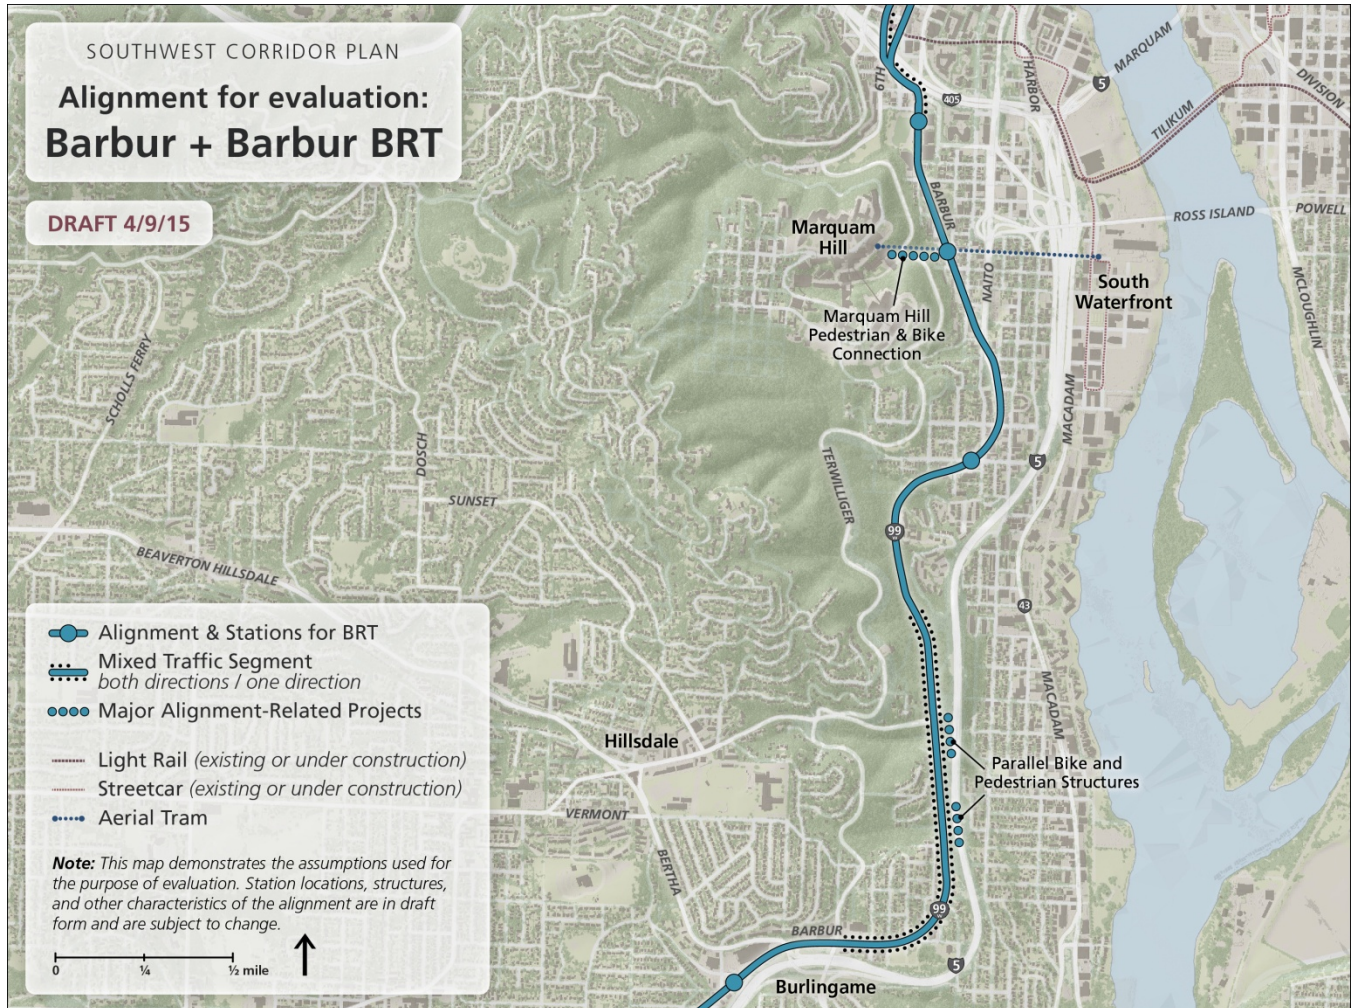 SOUTHWEST CORRIDOR PLAN
Alignment for evaluation:
Barbur + Barbur BRT
DRAFT 4/9/15
6TH
405
HARBOR
5
MARQUAM
DIVISION
TILIKUM
BARBUR
ROSS ISLAND
POWELL
Marquam
Hill
NAITO
South
Waterfront
MCLOUGHLIN
Marquam Hill
Pedestrian & Bike
Connection
SCHOLLS FERRY
MACADAM
DOSCH
TERWILLIGER
5
SUNSET
99
BEAVERTON HILLSDALE
43
Alignment & Stations for BRT
Mixed Traffic Segment
both directions / one direction
Major Alignment-Related Projects
Light Rail (existing or under construction)
Streetcar (existing or under construction)
Aerial Tram
Note: This map demonstrates the assumptions used for
the purpose of evaluation. Station locations, structures,
and other characteristics of the alignment are in draft
form and are subject to change.
0 ¼ ½ mile
MACADAM
Hillsdale
Parallel Bike and
Pedestrian Structures
VERMONT
BERTHA
99
BARBUR
5
Burlingame